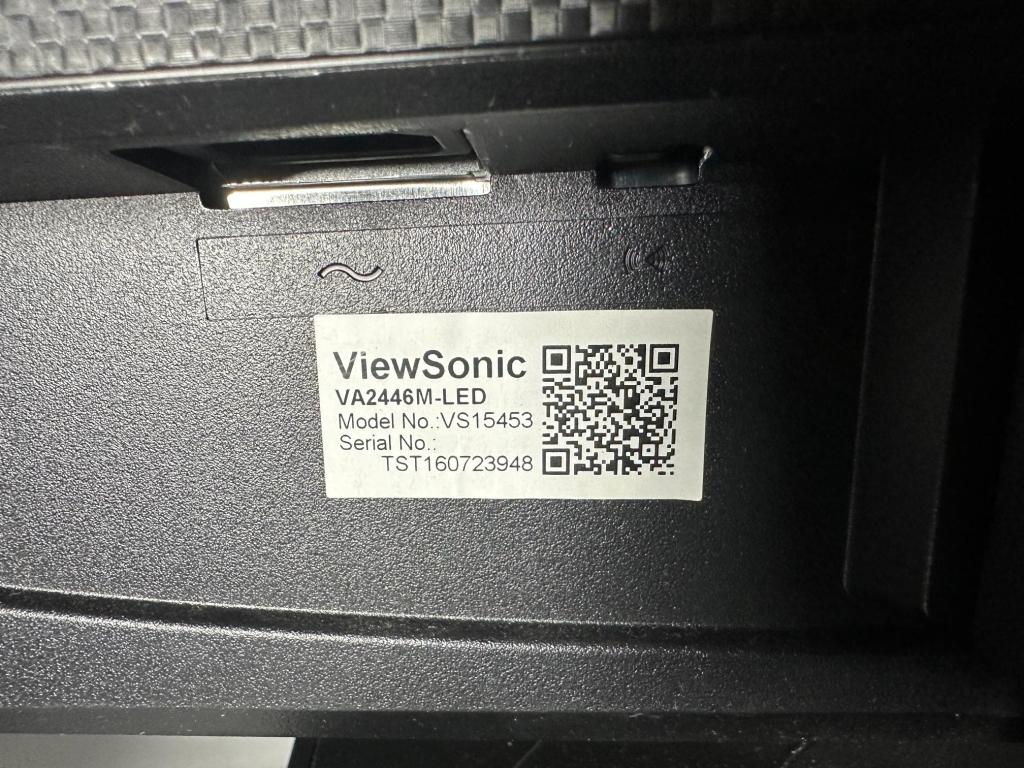 ViewSonic
VA2446M-LED
Model No.:VS15453
Serial No.:
TST160723948